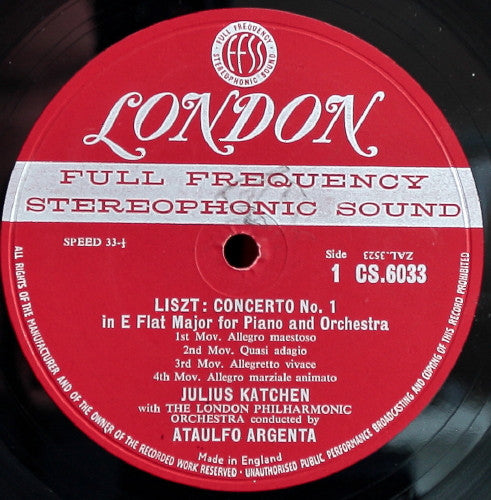 FULL FREQUENCY
FFSS
STEREOPHONIC SOUND
LONDON
FULL FREQUENCY
STEREOPHONIC SOUND
SPEED 33-⅓
Side
1
ZAL.3523
CS.6033
LISZT: CONCERTO No. 1
in E Flat Major for Piano and Orchestra
1st Mov. Allegro maestoso
2nd Mov. Quasi adagio
3rd Mov. Allegretto vivace
4th Mov. Allegro marziale animato
JULIUS KATCHEN
with THE LONDON PHILHARMONIC
ORCHESTRA conducted by
ATAULFO ARGENTA
Made in England
ALL RIGHTS OF THE MANUFACTURER AND OF THE OWNER OF THE RECORDED WORK RESERVED · UNAUTHORISED PUBLIC PERFORMANCE BROADCASTING AND COPYING OF THIS RECORD PROHIBITED